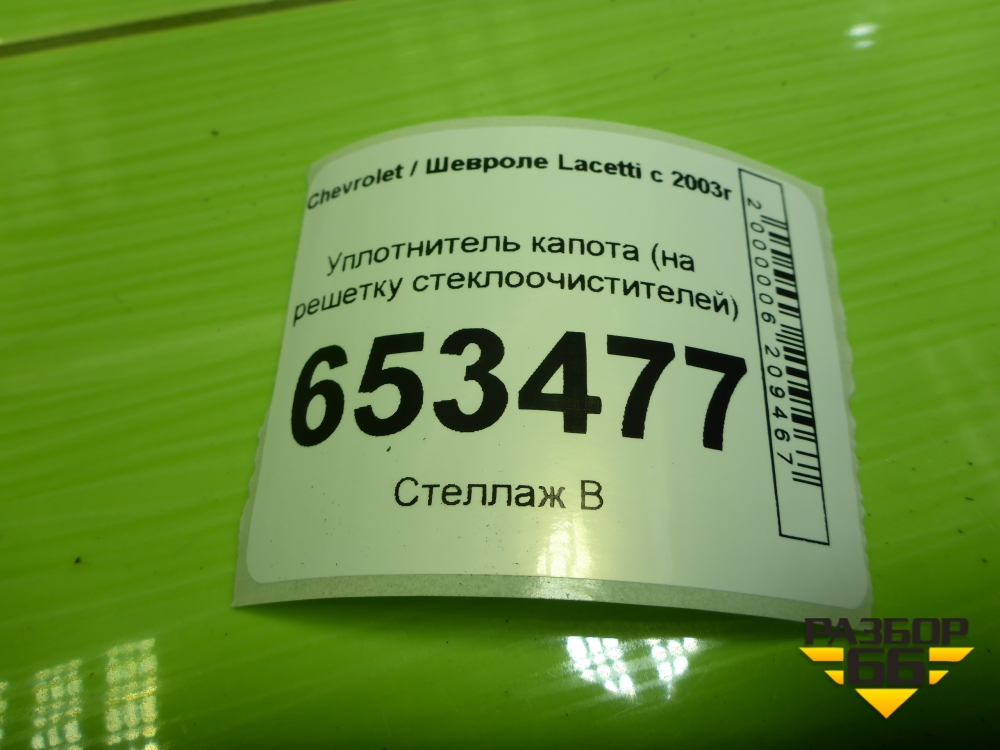 Chevrolet / Шевроле Lacetti с 2003г
Уплотнитель капота (на
решетку стеклоочистителей)
653477
Стеллаж В
2000006209467
РАЗБОР
66